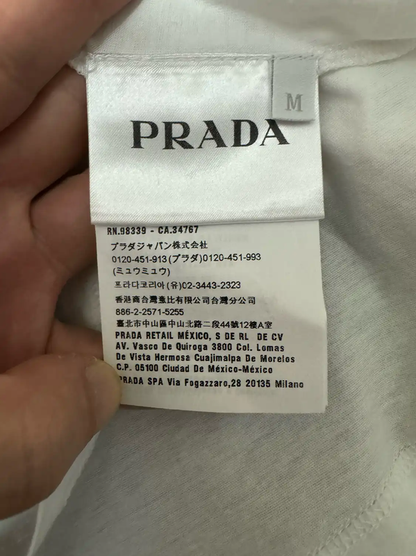 M
PRADA
RN.98339 - CA.34767
プラダジャパン株式会社
0120-451-913(プラダ)0120-451-993
(ミュウミュウ)
프라다코리아(유)02-3443-2323
香港商台灣普比有限公司台灣分公司
886-2-2571-5255
臺北市中山區中山北路二段44號12樓A室
PRADA RETAIL MÉXICO, S DE RL DE CV
AV. Vasco De Quiroga 3800 Col. Lomas
De Vista Hermosa Cuajimalpa De Morelos
C.P. 05100 Ciudad De México-México
PRADA SPA Via Fogazzaro,28 20135 Milano